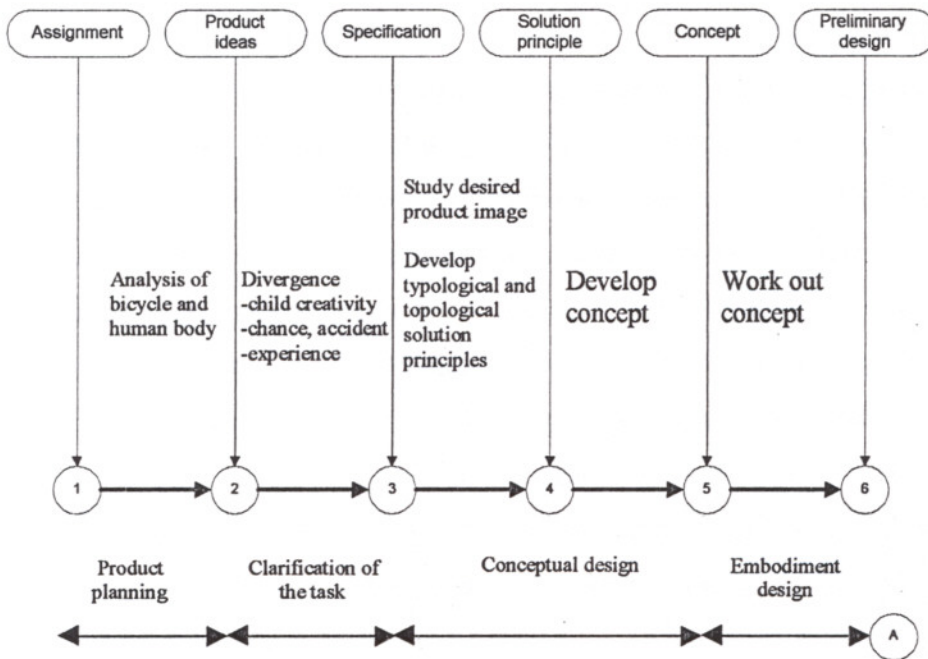 Assignment
Product
ideas
Specification
Solution
principle
Concept
Preliminary
design
Study desired
product image
Analysis of
bicycle and
human body
Divergence
-child creativity
-chance, accident
-experience
Develop
typological and
topological
solution
principles
Develop
concept
Work out
concept
1
2
3
4
5
6
Product
planning
Clarification of
the task
Conceptual design
Embodiment
design
A